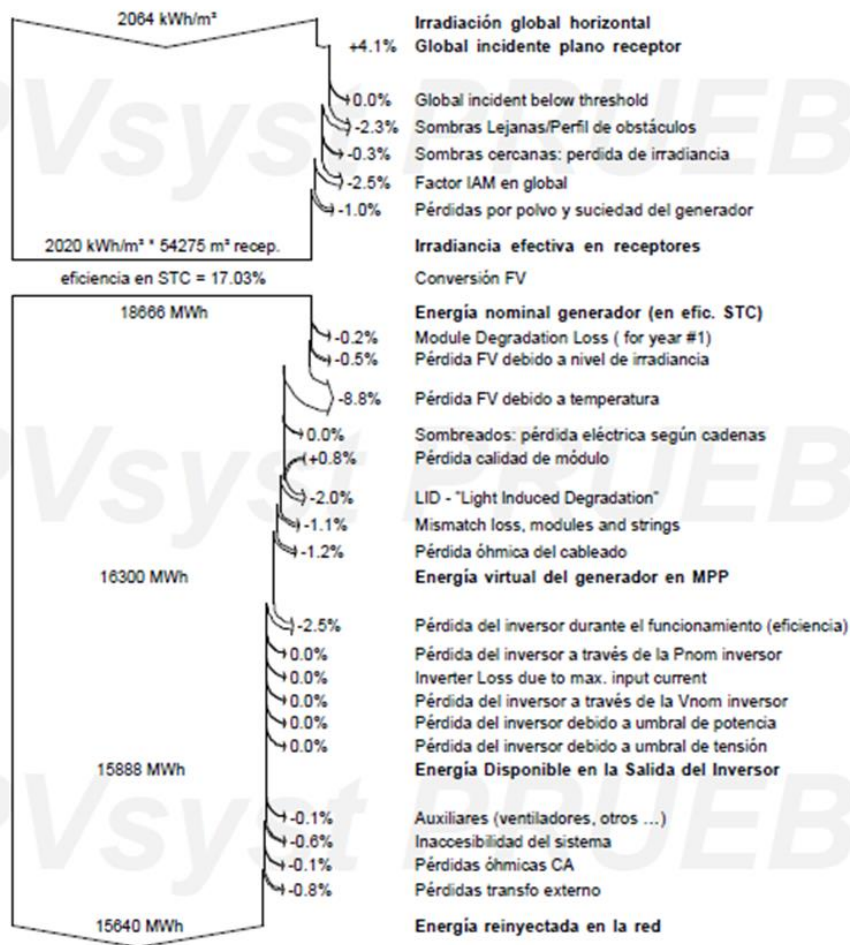 2064 kWh/m² Irradiación global horizontal
+4.1% Global incidente plano receptor
0.0% Global incident below threshold
-2.3% Sombras Lejanas/Perfil de obstáculos
-0.3% Sombras cercanas: perdida de irradiancia
-2.5% Factor IAM en global
-1.0% Pérdidas por polvo y suciedad del generador
2020 kWh/m² * 54275 m² recep. Irradiancia efectiva en receptores
eficiencia en STC = 17.03% Conversión FV
18666 MWh Energía nominal generador (en efic. STC)
-0.2% Module Degradation Loss ( for year #1)
-0.5% Pérdida FV debido a nivel de irradiancia
-8.8% Pérdida FV debido a temperatura
0.0% Sombreados: pérdida eléctrica según cadenas
+0.8% Pérdida calidad de módulo
-2.0% LID - "Light Induced Degradation"
-1.1% Mismatch loss, modules and strings
-1.2% Pérdida óhmica del cableado
16300 MWh Energía virtual del generador en MPP
-2.5% Pérdida del inversor durante el funcionamiento (eficiencia)
0.0% Pérdida del inversor a través de la Pnom inversor
0.0% Inverter Loss due to max. input current
0.0% Pérdida del inversor a través de la Vnom inversor
0.0% Pérdida del inversor debido a umbral de potencia
0.0% Pérdida del inversor debido a umbral de tensión
15888 MWh Energía Disponible en la Salida del Inversor
-0.1% Auxiliares (ventiladores, otros ...)
-0.6% Inaccesibilidad del sistema
-0.1% Pérdidas óhmicas CA
-0.8% Pérdidas transfo externo
15640 MWh Energía reinyectada en la red
PVsyst PRUEB
PVsyst PRUEB
PVsyst PRUEB